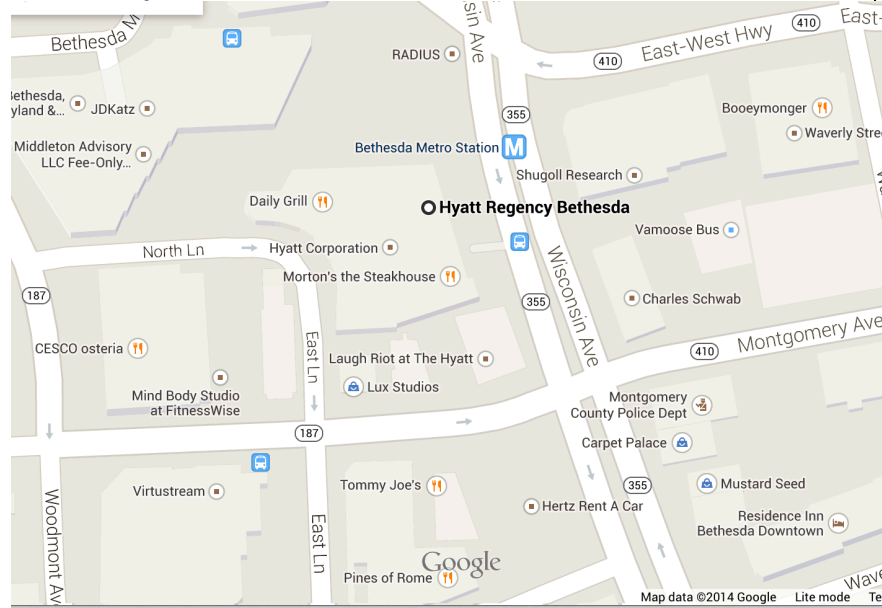 Bethesda M
sin Ave
East-West Hwy
410
410
East-
RADIUS
Bethesda,
yland &...
JDKatz
355
Booeymonger
Waverly Stre
Middleton Advisory
LLC Fee-Only...
Bethesda Metro Station
M
Shugoll Research
Daily Grill
Hyatt Regency Bethesda
Vamoose Bus
North Ln
Hyatt Corporation
Morton's the Steakhouse
187
355
Wisconsin Ave
Charles Schwab
CESCO osteria
East Ln
Laugh Riot at The Hyatt
410
Montgomery Ave
Mind Body Studio
at FitnessWise
Lux Studios
Montgomery
County Police Dept
187
Carpet Palace
Virtustream
Tommy Joe's
355
Mustard Seed
Hertz Rent A Car
Woodmont Av
East Ln
Residence Inn
Bethesda Downtown
Google
Pines of Rome
Wave
Map data ©2014 Google
Lite mode
Te